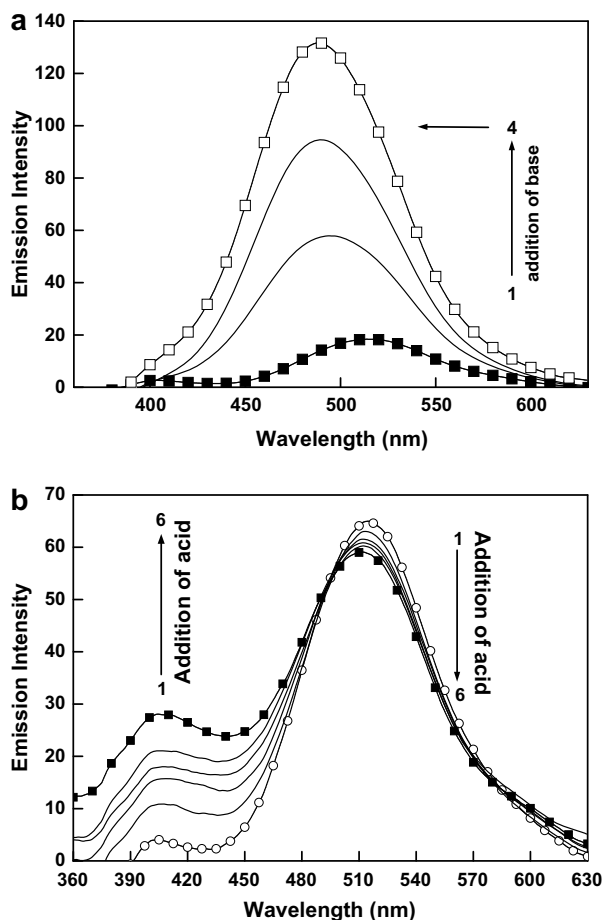 a
140
120
100
80
60
40
20
0
Emission Intensity
4
1
addition of base
400 450 500 550 600
Wavelength (nm)
b
70
60
50
40
30
20
10
0
Emission Intensity
6
1
Addition of acid
1
6
Addition of acid
360 390 420 450 480 510 540 570 600 630
Wavelength (nm)